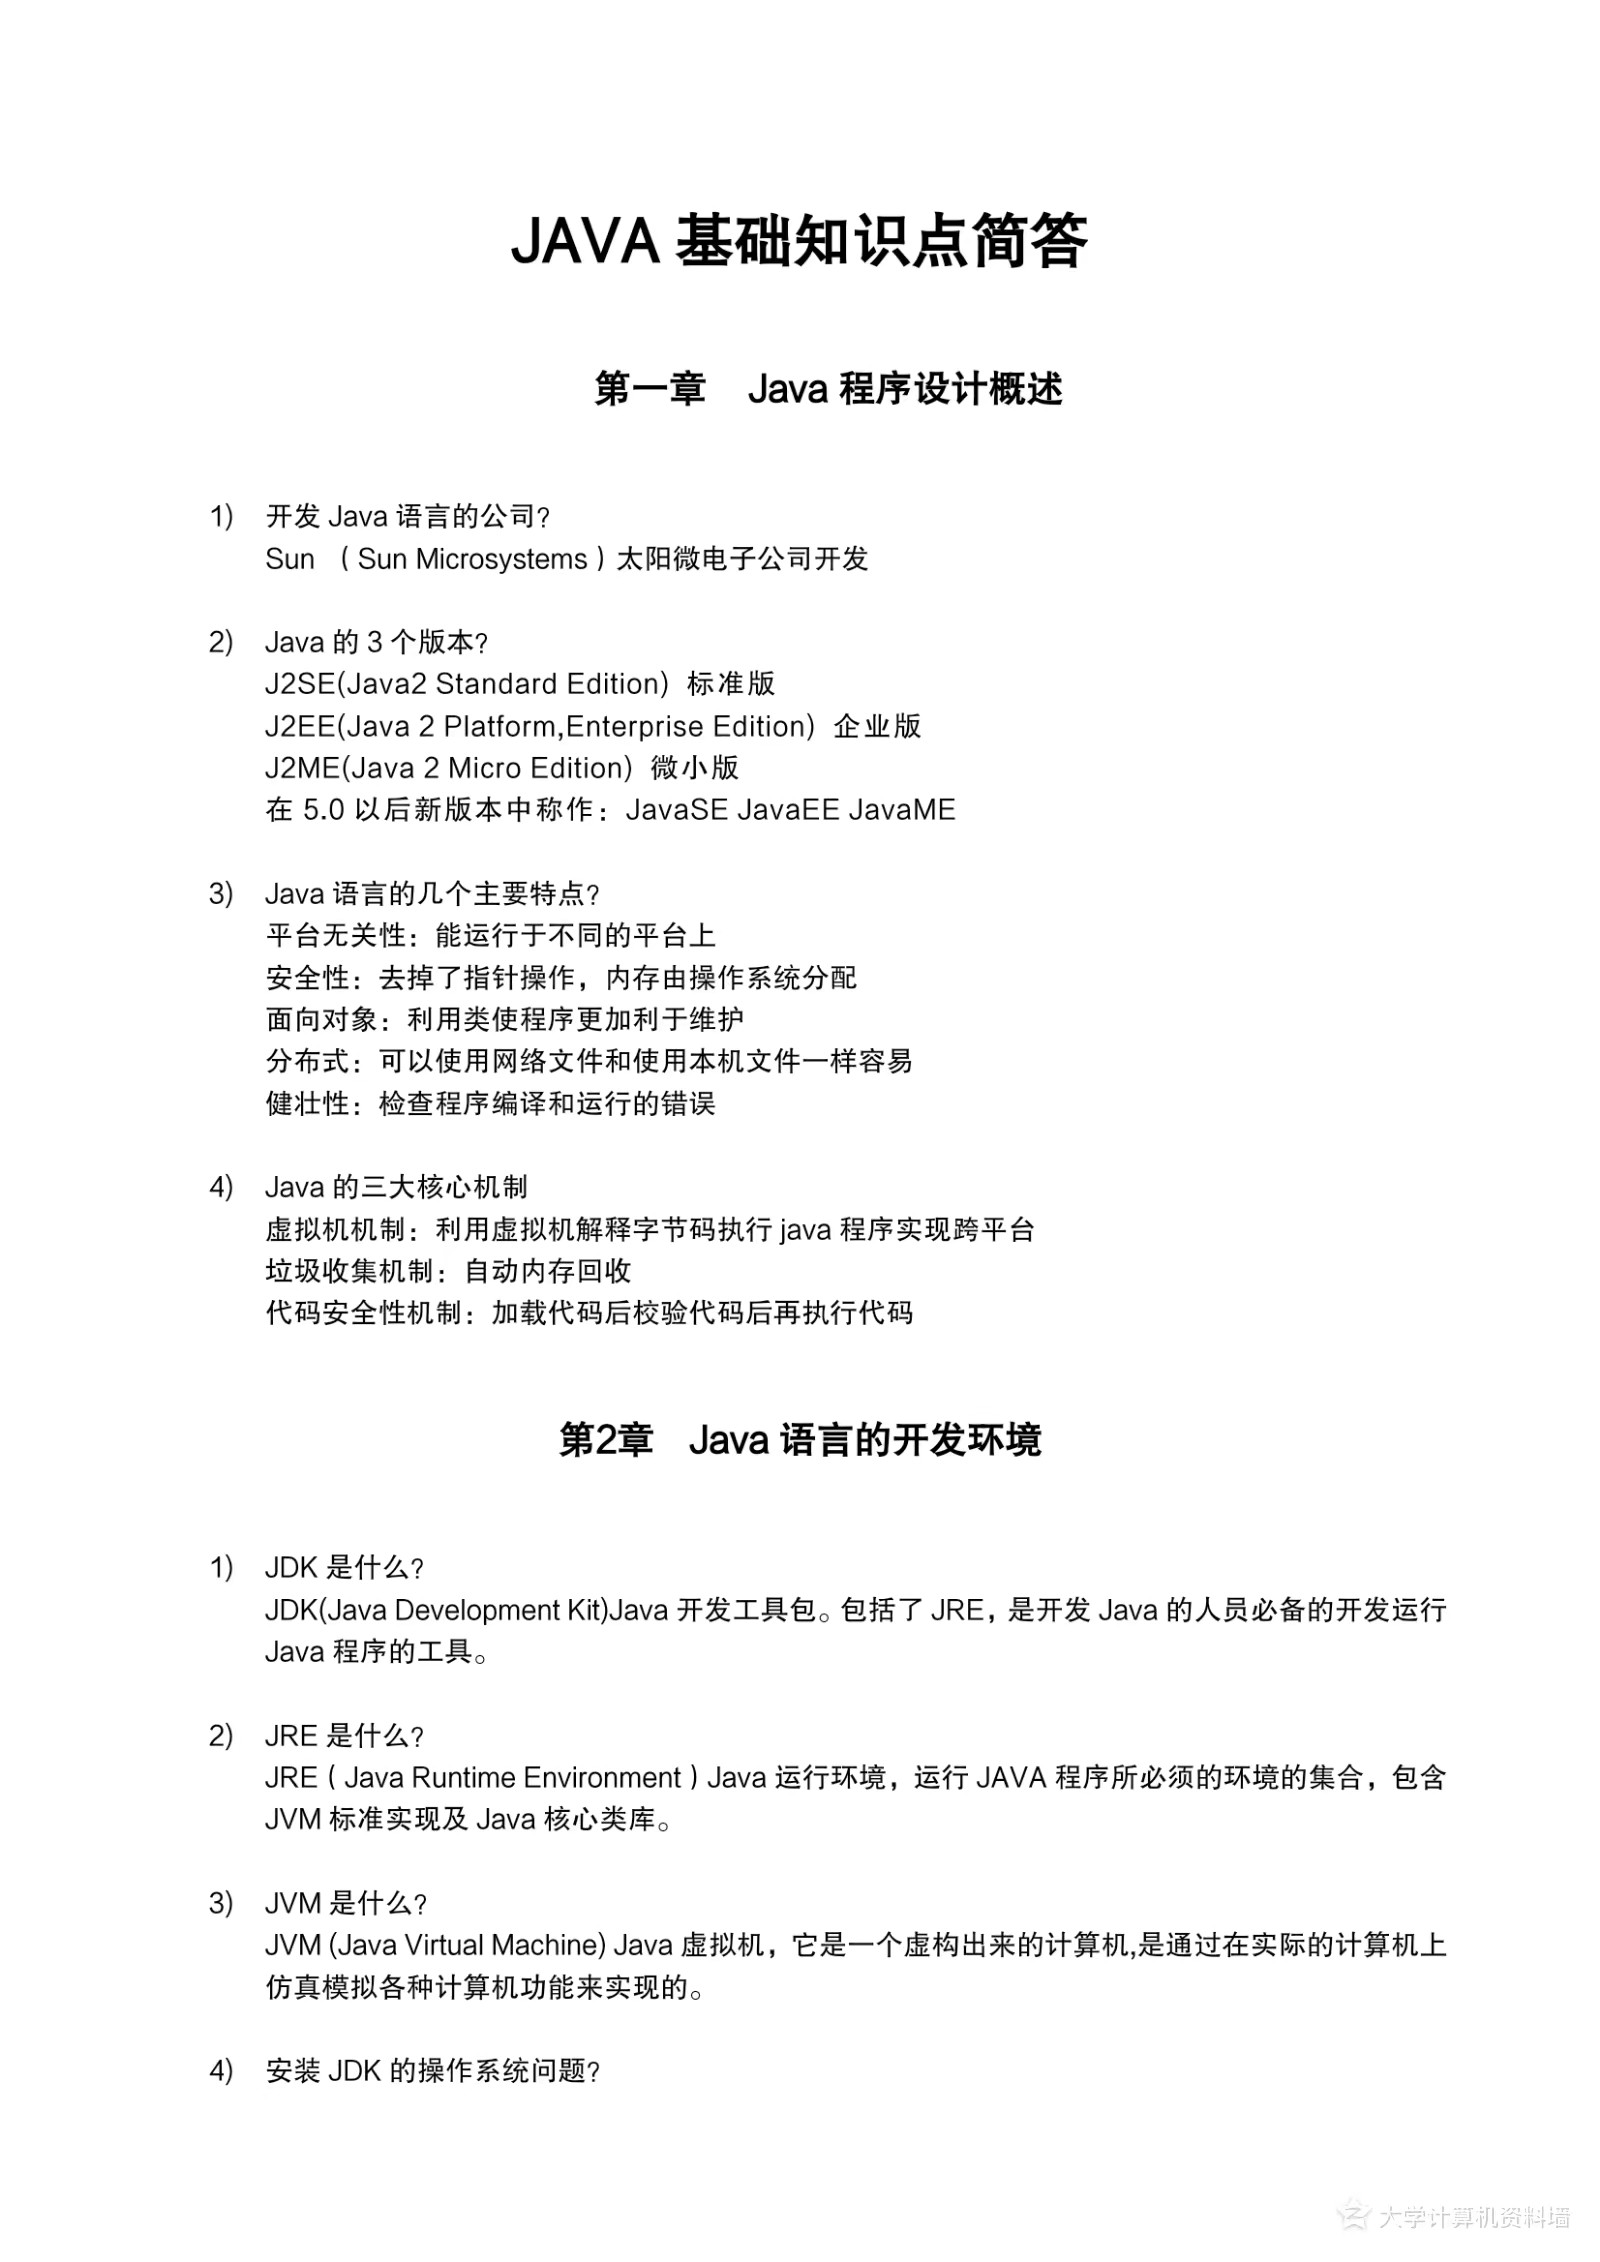 JAVA 基础知识点简答
第一章 Java 程序设计概述
1) 开发 Java 语言的公司?
Sun ( Sun Microsystems ) 太阳微电子公司开发
2) Java 的 3 个版本?
J2SE(Java2 Standard Edition) 标准版
J2EE(Java 2 Platform,Enterprise Edition) 企业版
J2ME(Java 2 Micro Edition) 微小版
在 5.0 以后新版本中称作：JavaSE JavaEE JavaME
3) Java 语言的几个主要特点?
平台无关性：能运行于不同的平台上
安全性：去掉了指针操作，内存由操作系统分配
面向对象：利用类使程序更加利于维护
分布式：可以使用网络文件和使用本机文件一样容易
健壮性：检查程序编译和运行的错误
4) Java 的三大核心机制
虚拟机机制：利用虚拟机解释字节码执行 java 程序实现跨平台
垃圾收集机制：自动内存回收
代码安全性机制：加载代码后校验代码后再执行代码
第2章 Java 语言的开发环境
1) JDK 是什么?
JDK(Java Development Kit)Java 开发工具包。包括了 JRE，是开发 Java 的人员必备的开发运行
Java 程序的工具。
2) JRE 是什么?
JRE ( Java Runtime Environment ) Java 运行环境，运行 JAVA 程序所必须的环境的集合，包含
JVM 标准实现及 Java 核心类库。
3) JVM 是什么?
JVM (Java Virtual Machine) Java 虚拟机，它是一个虚构出来的计算机,是通过在实际的计算机上
仿真模拟各种计算机功能来实现的。
4) 安装 JDK 的操作系统问题?
大学计算机资料墙